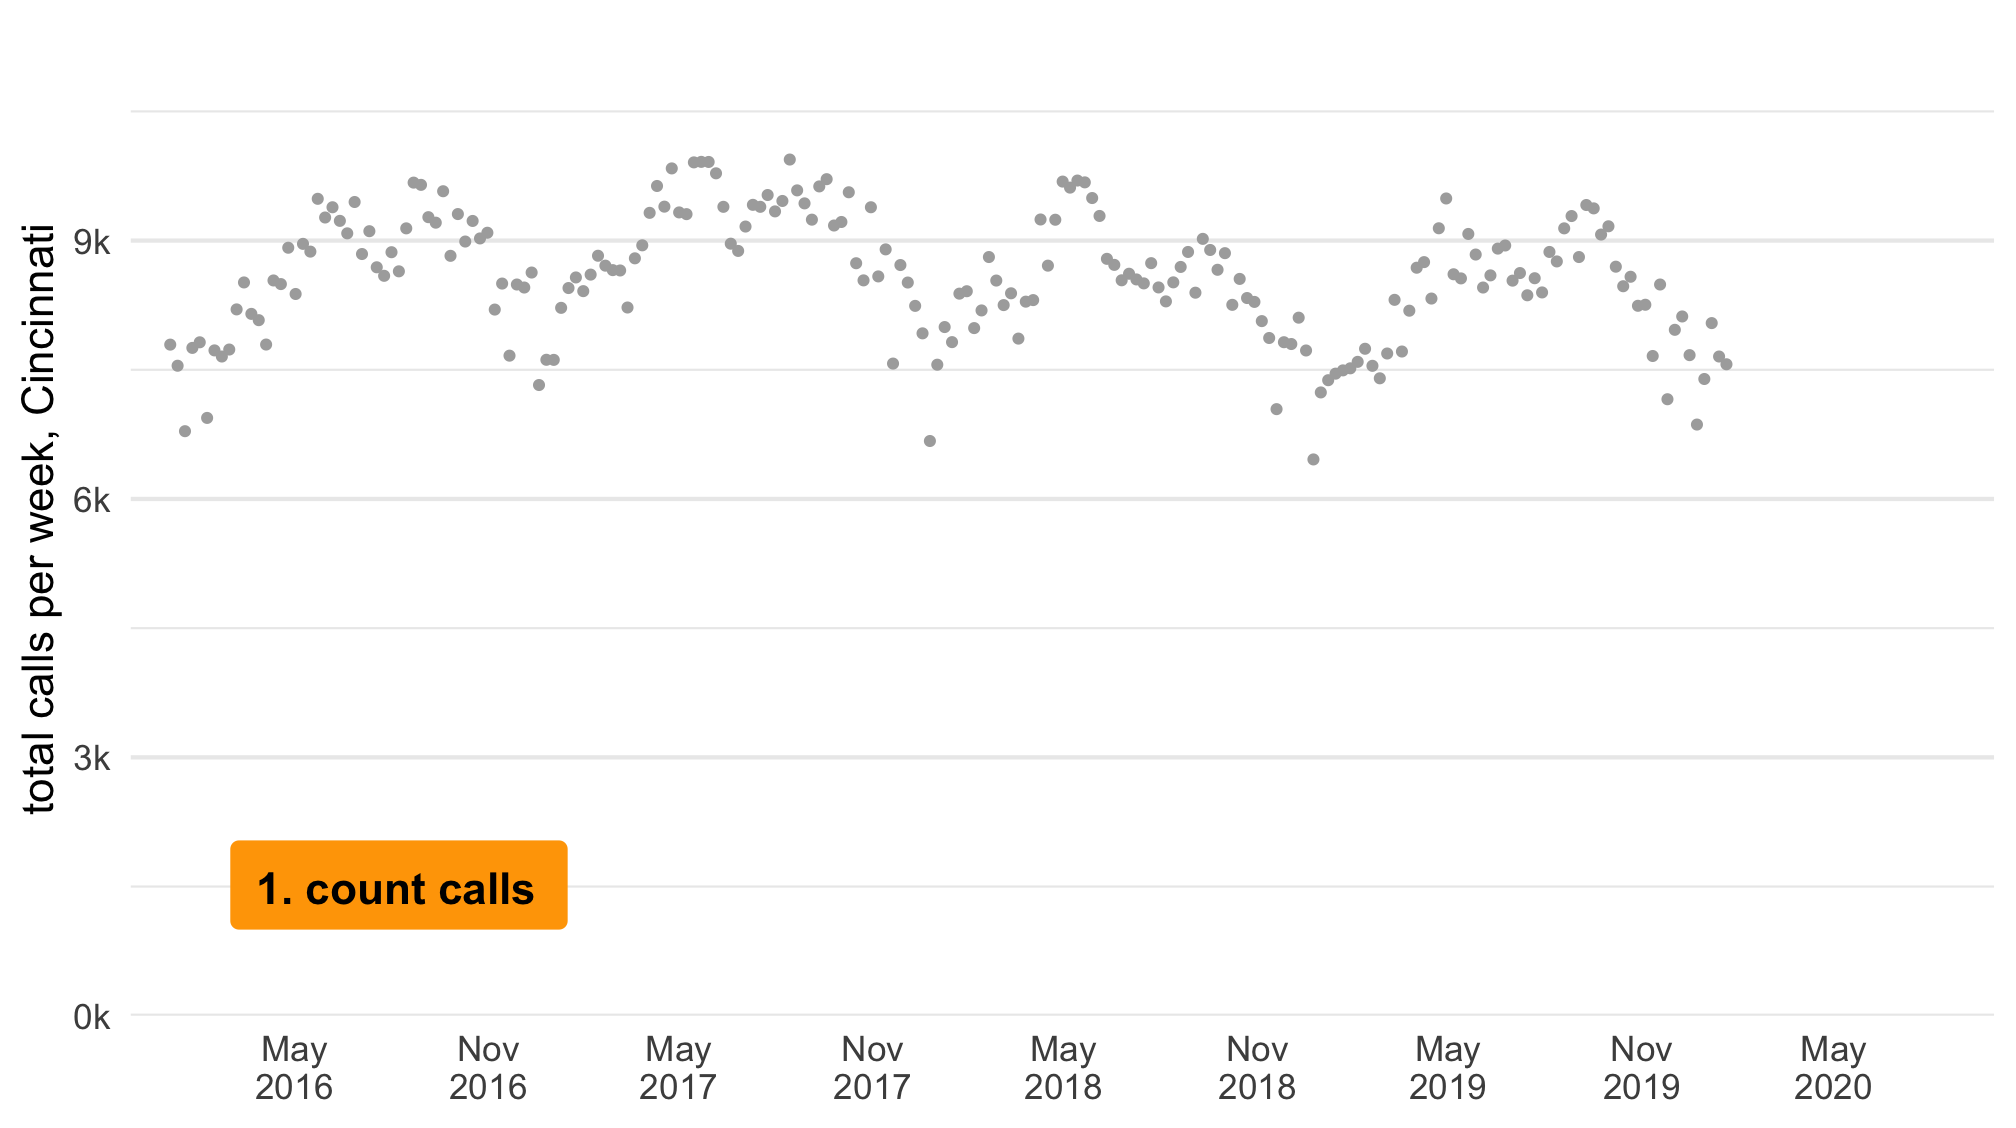 total calls per week, Cincinnati
9k
6k
3k
0k
1. count calls
May Nov May Nov May Nov May Nov May
2016 2016 2017 2017 2018 2018 2019 2019 2020